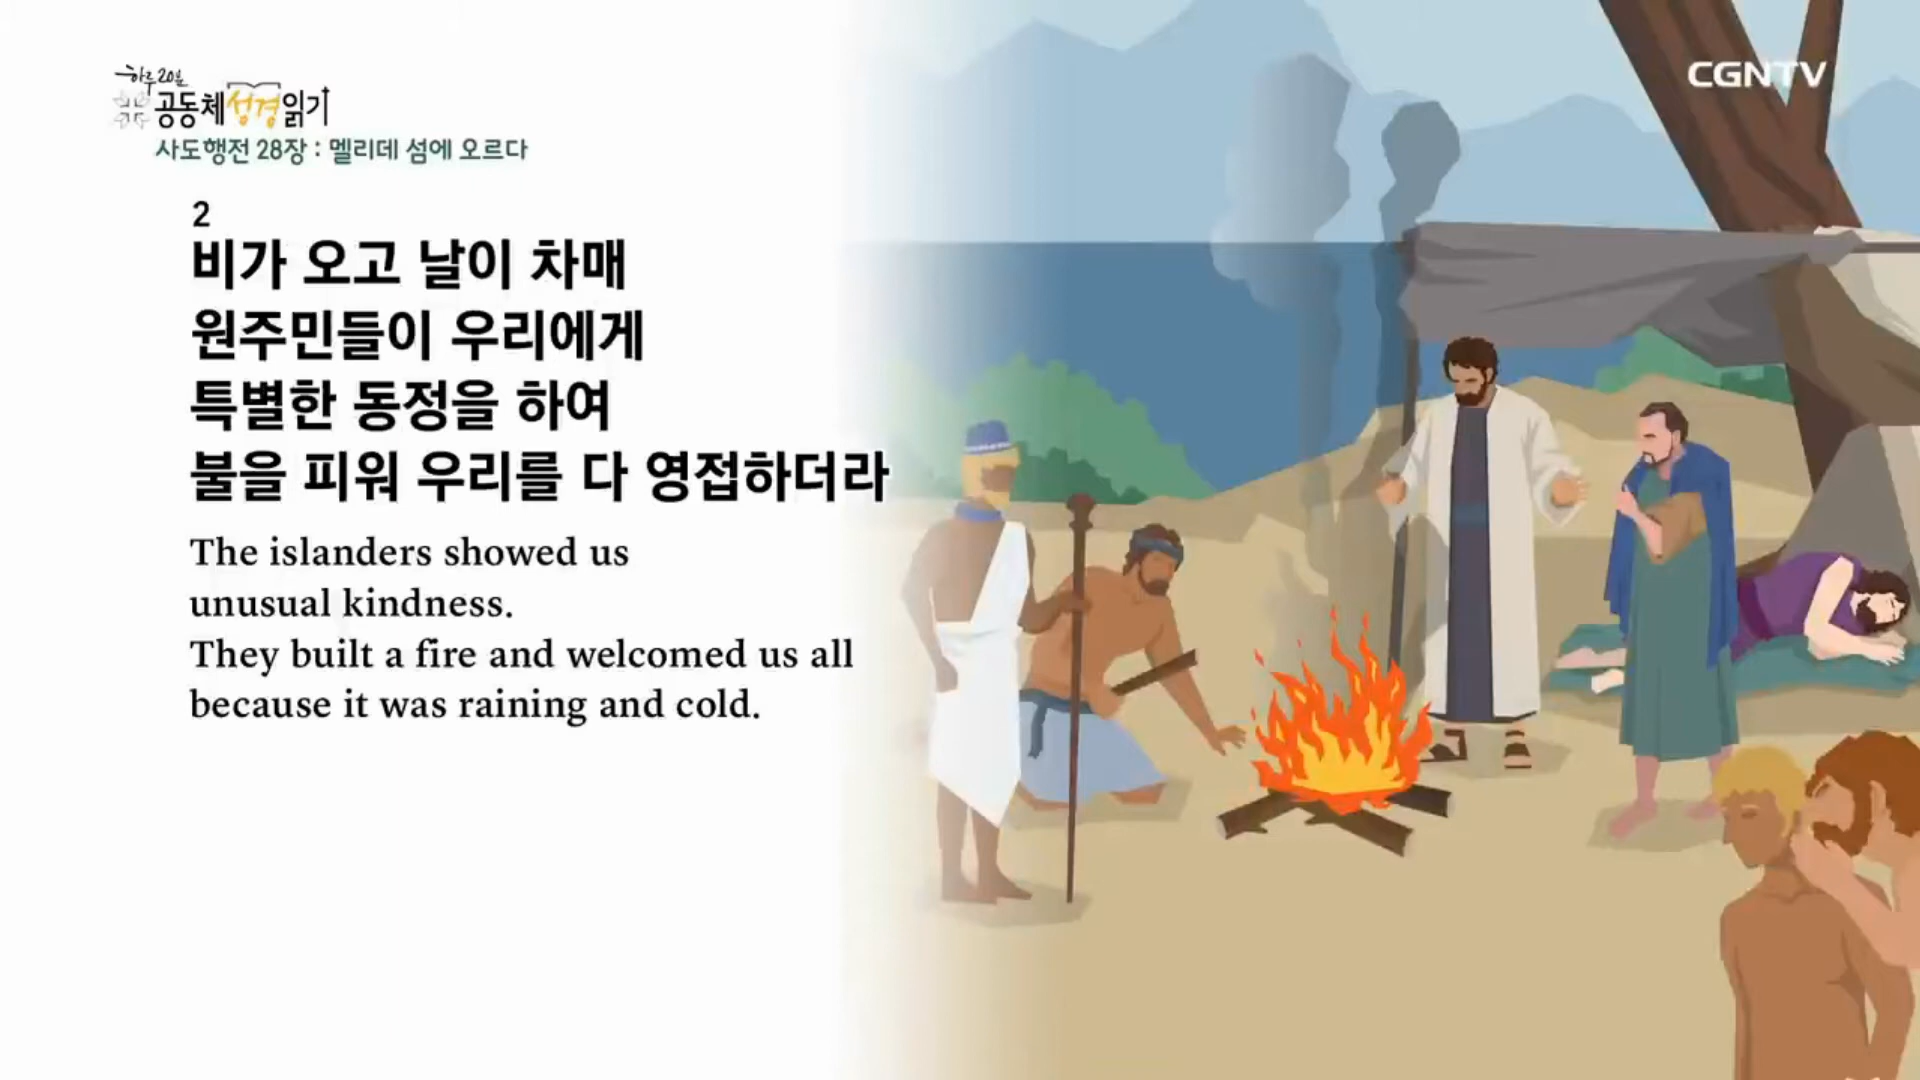 하루 20분
공동체성경읽기
CGNTV
사도행전 28장 : 멜리데 섬에 오르다
2
비가 오고 날이 차매
원주민들이 우리에게
특별한 동정을 하여
불을 피워 우리를 다 영접하더라
The islanders showed us
unusual kindness.
They built a fire and welcomed us all
because it was raining and cold.